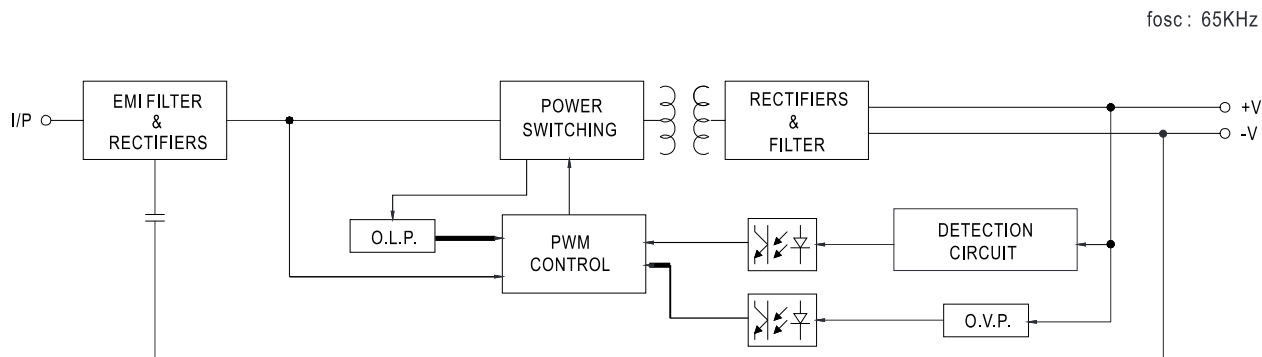 fosc : 65KHz
I/P
EMI FILTER
&
RECTIFIERS
POWER
SWITCHING
RECTIFIERS
&
FILTER
+V
-V
O.L.P.
PWM
CONTROL
DETECTION
CIRCUIT
O.V.P.